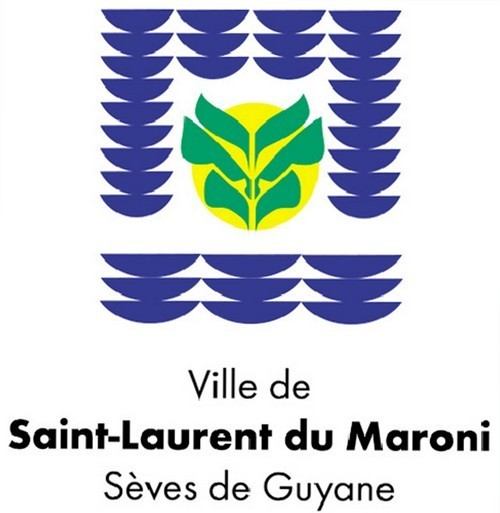 Ville de
Saint-Laurent du Maroni
Sèves de Guyane